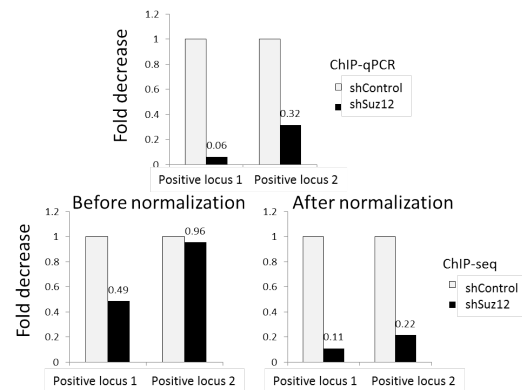 Fold decrease
1.2
1
0.8
0.6
0.4
0.2
0
0.06
0.32
Positive locus 1 Positive locus 2
ChIP-qPCR
shControl
shSuz12
Before normalization
Fold decrease
1.2
1
0.8
0.6
0.4
0.2
0
0.49
0.96
Positive locus 1 Positive locus 2
After normalization
1.2
1
0.8
0.6
0.4
0.2
0
0.11
0.22
Positive locus 1 Positive locus 2
ChIP-seq
shControl
shSuz12